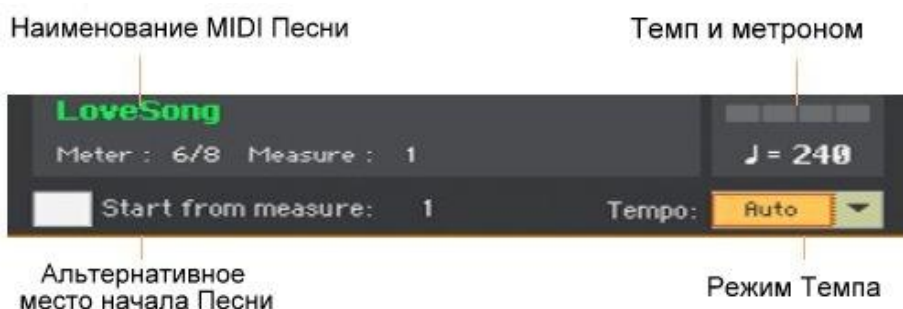 Наименование MIDI Песни
Темп и метроном
LoveSong
Meter : 6/8 Measure : 1
♩ = 240
Start from measure: 1
Tempo: Auto
Альтернативное
место начала Песни
Режим Темпа